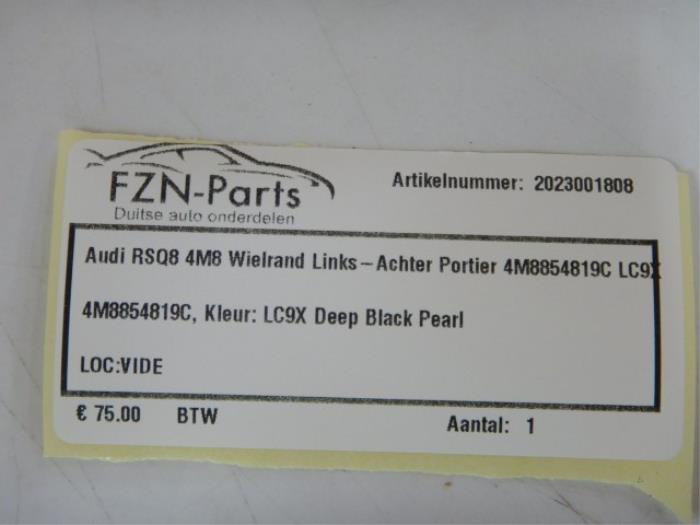 FZN-Parts
Duitse auto onderdelen
Artikelnummer: 2023001808
Audi RSQ8 4M8 Wielrand Links-Achter Portier 4M8854819C LC9X
4M8854819C, Kleur: LC9X Deep Black Pearl
LOC:VIDE
€ 75.00 BTW
Aantal: 1